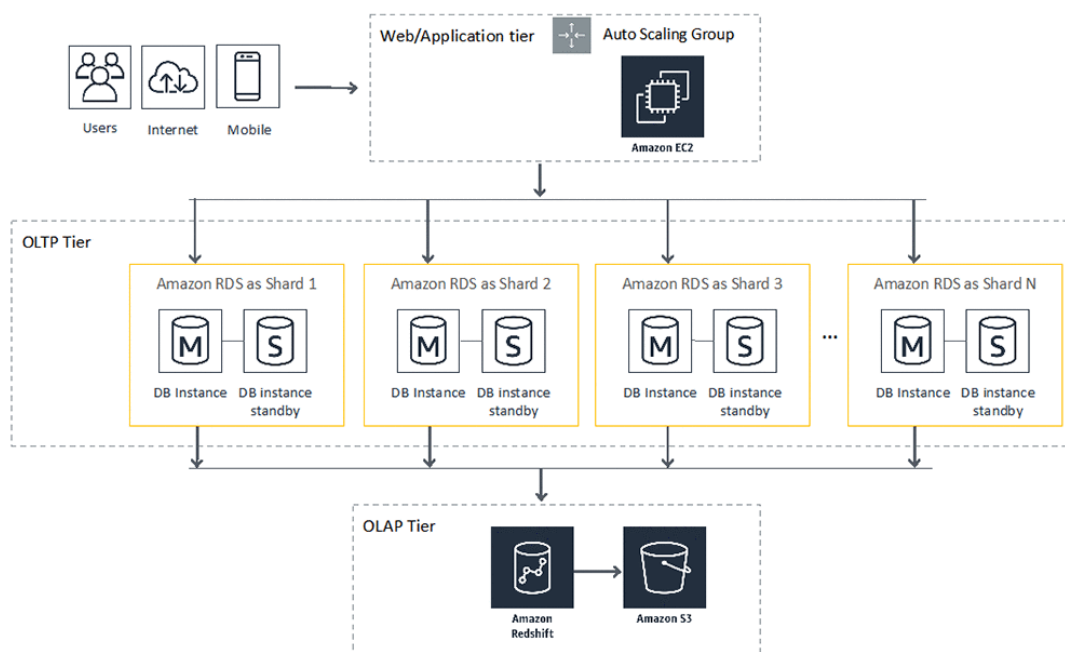 Web/Application tier
Auto Scaling Group
Users
Internet
Mobile
Amazon EC2
OLTP Tier
Amazon RDS as Shard 1
Amazon RDS as Shard 2
Amazon RDS as Shard 3
Amazon RDS as Shard N
M
S
M
S
M
S
...
M
S
DB Instance
DB instance
standby
DB Instance
DB instance
standby
DB Instance
DB instance
standby
DB Instance
DB instance
standby
OLAP Tier
Amazon
Redshift
Amazon S3